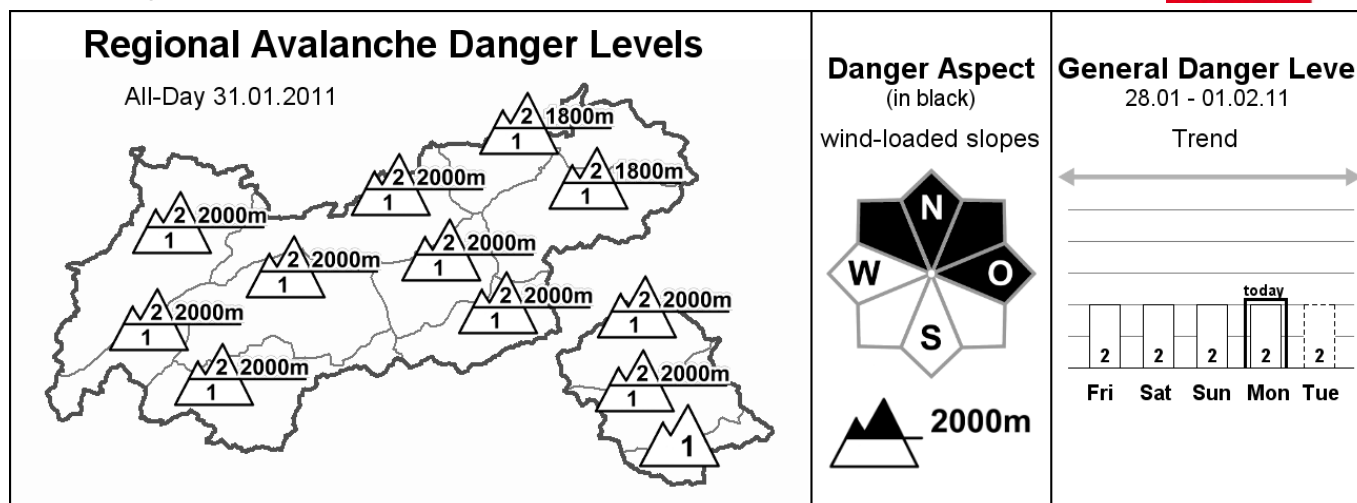 Regional Avalanche Danger Levels
All-Day 31.01.2011
2 1800m
1
2 1800m
1
2 2000m
1
2 2000m
1
2 2000m
1
2 2000m
1
2 2000m
1
2 2000m
1
2 2000m
1
2 2000m
1
2 2000m
1
1
Danger Aspect
(in black)
wind-loaded slopes
N
W O
S
2000m
General Danger Leve
28.01 - 01.02.11
Trend
today
2 2 2 2 2
Fri Sat Sun Mon Tue